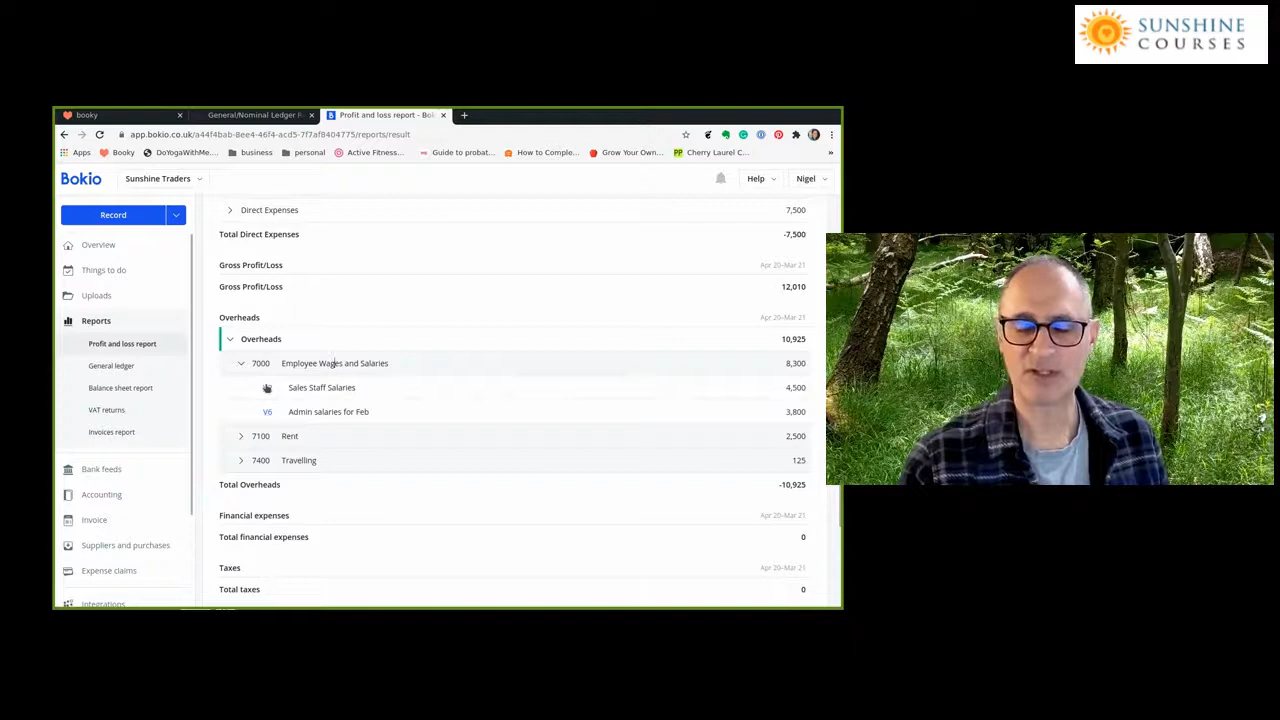 SUNSHINE
COURSES
booky
General/Nominal Ledger R
Profit and loss report - Bok
app.bokio.co.uk/a44f4bab-8ee4-46f4-acd5-7f7af8404775/reports/result
Apps
Booky
DoYogaWithMe....
business
personal
Active Fitness...
Guide to probat...
How to Comple...
Grow Your Own...
PP
Cherry Laurel C...
»
Bokio
Sunshine Traders
Help
Nigel
Record
Overview
Things to do
Uploads
Reports
Profit and loss report
General ledger
Balance sheet report
VAT returns
Invoices report
Bank feeds
Accounting
Invoice
Suppliers and purchases
Expense claims
Integrations
Direct Expenses 7,500
Total Direct Expenses -7,500
Gross Profit/Loss Apr 20–Mar 21
Gross Profit/Loss 12,010
Overheads Apr 20–Mar 21
Overheads 10,925
7000 Employee Wages and Salaries 8,300
Sales Staff Salaries 4,500
V6 Admin salaries for Feb 3,800
7100 Rent 2,500
7400 Travelling 125
Total Overheads -10,925
Financial expenses Apr 20–Mar 21
Total financial expenses 0
Taxes Apr 20–Mar 21
Total taxes 0